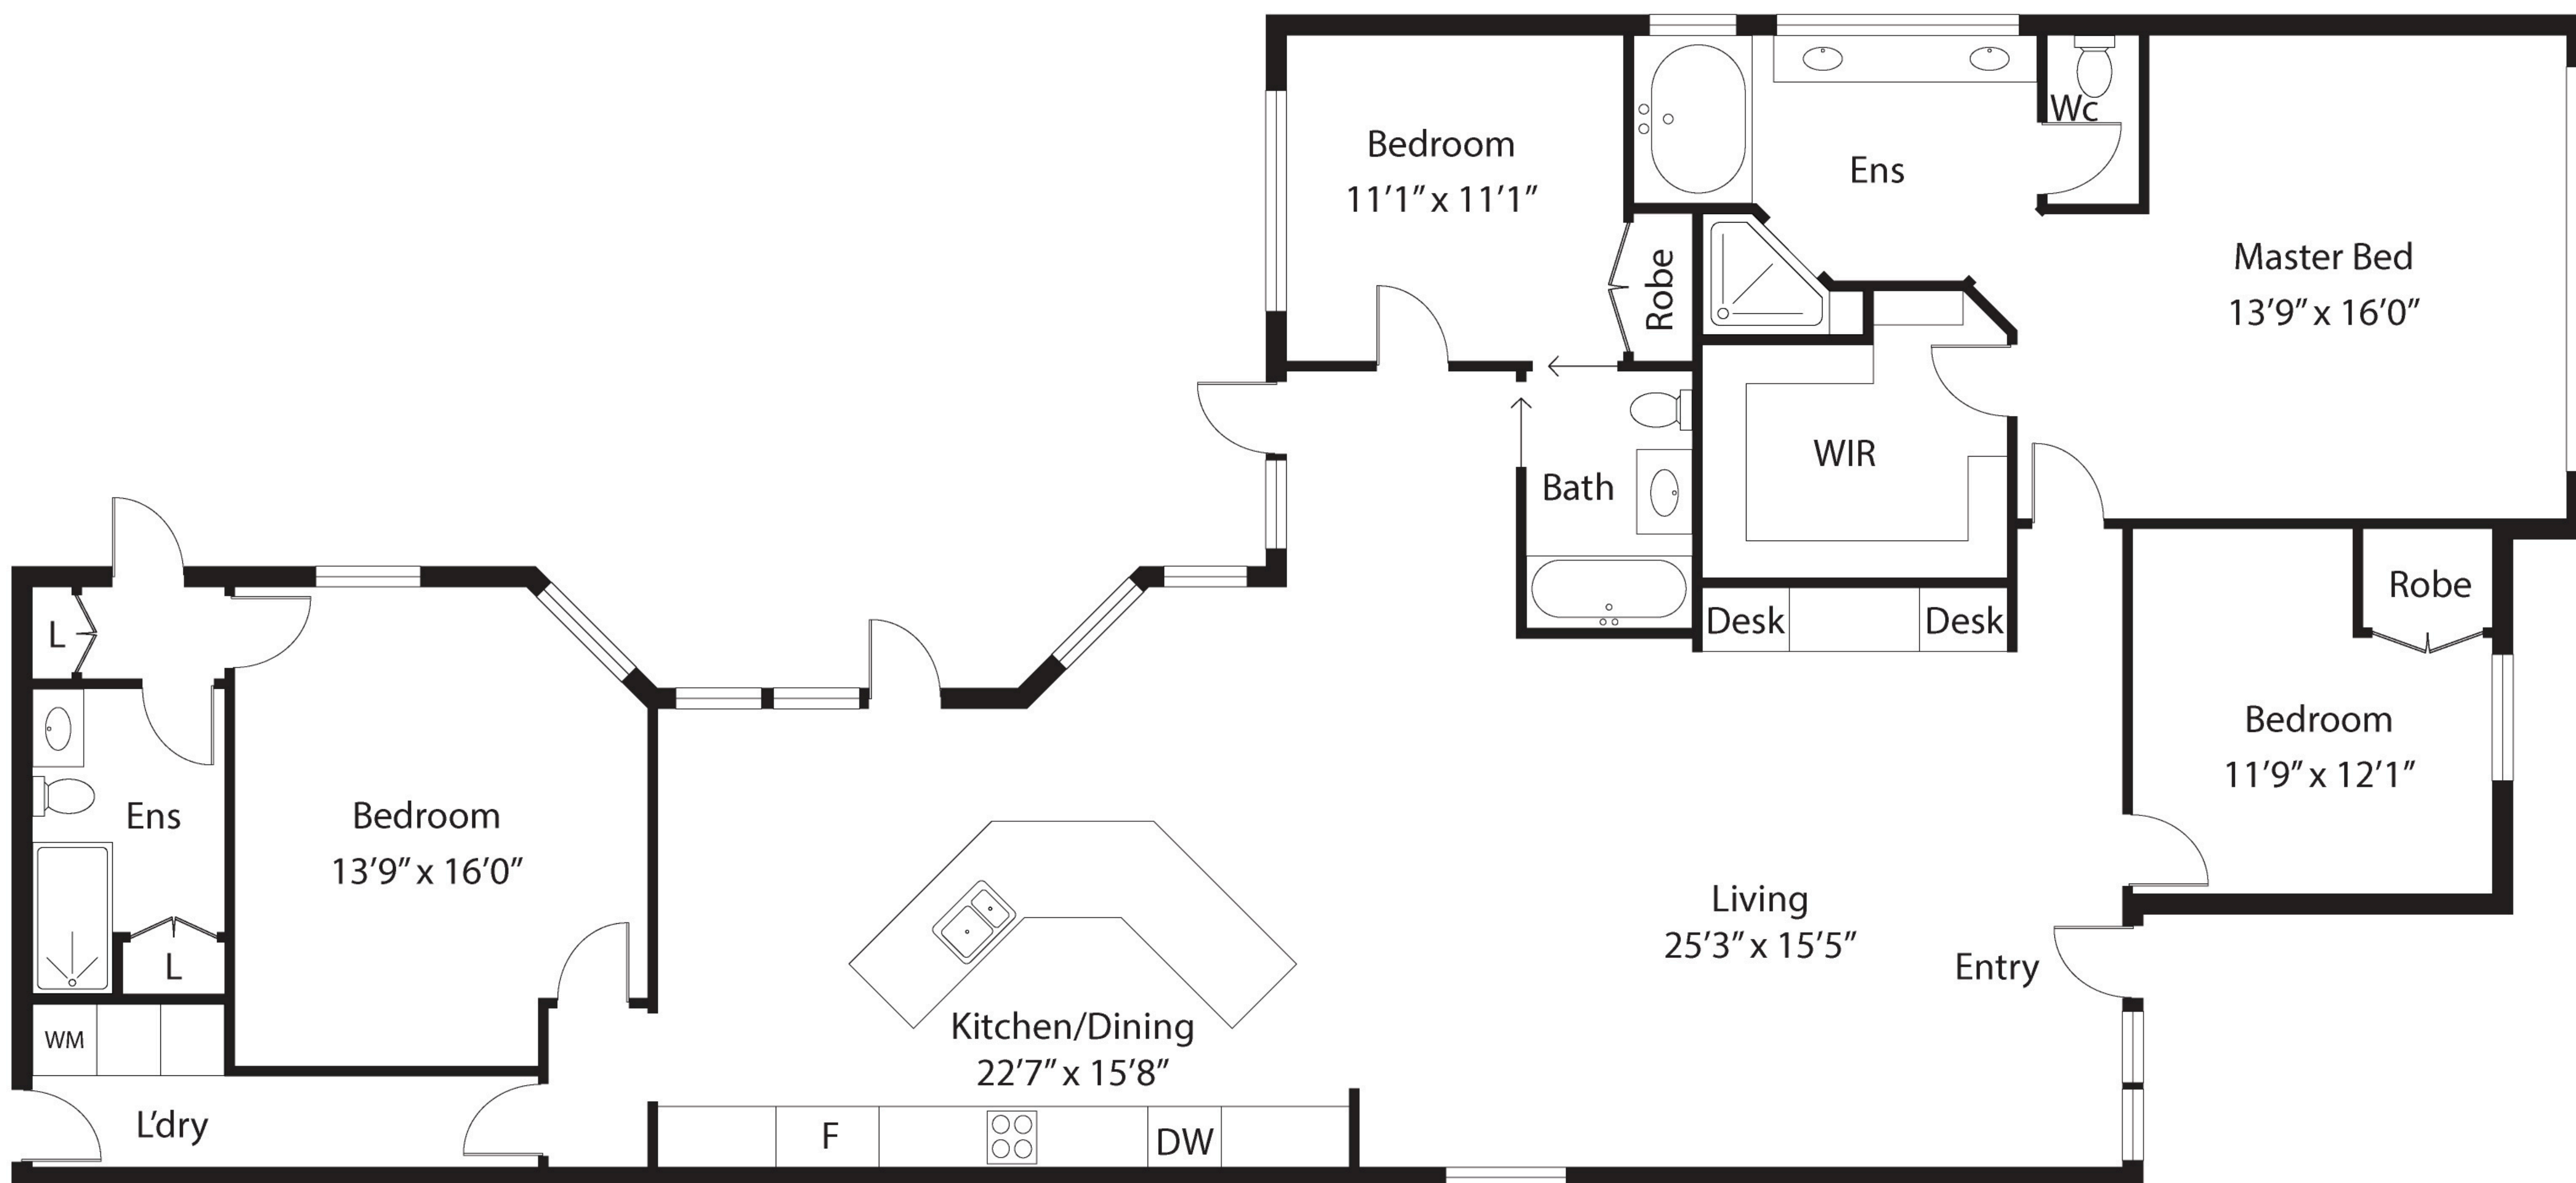 Wc
Bedroom
11'1" x 11'1"
Ens
Master Bed
13'9" x 16'0"
Robe
WIR
Bath
Robe
Desk
Desk
L
Bedroom
11'9" x 12'1"
Ens
Bedroom
13'9" x 16'0"
Living
25'3" x 15'5"
Entry
L
Kitchen/Dining
22'7" x 15'8"
WM
L'dry
F
DW